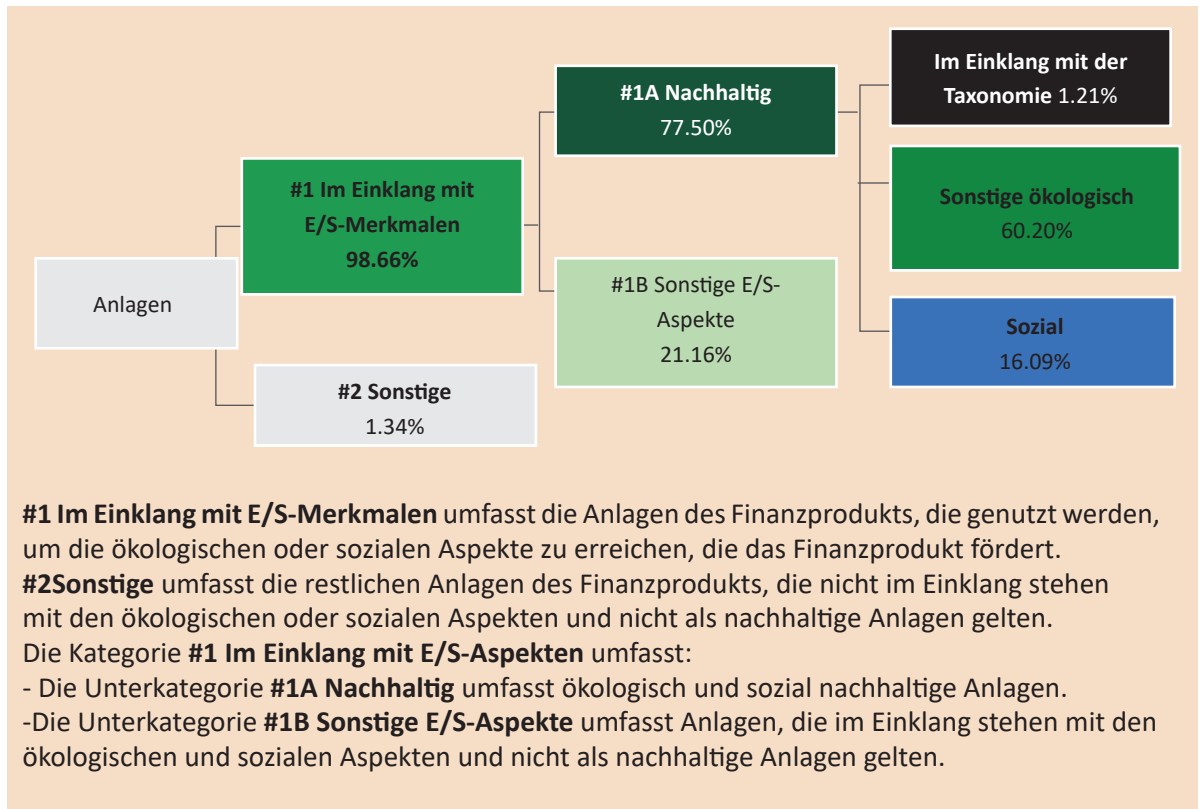 Anlagen
#1 Im Einklang mit
E/S-Merkmalen
98.66%
#2 Sonstige
1.34%
#1A Nachhaltig
77.50%
#1B Sonstige E/S-
Aspekte
21.16%
Im Einklang mit der
Taxonomie 1.21%
Sonstige ökologisch
60.20%
Sozial
16.09%
#1 Im Einklang mit E/S-Merkmalen umfasst die Anlagen des Finanzprodukts, die genutzt werden,
um die ökologischen oder sozialen Aspekte zu erreichen, die das Finanzprodukt fördert.
#2Sonstige umfasst die restlichen Anlagen des Finanzprodukts, die nicht im Einklang stehen
mit den ökologischen oder sozialen Aspekten und nicht als nachhaltige Anlagen gelten.
Die Kategorie #1 Im Einklang mit E/S-Aspekten umfasst:
- Die Unterkategorie #1A Nachhaltig umfasst ökologisch und sozial nachhaltige Anlagen.
-Die Unterkategorie #1B Sonstige E/S-Aspekte umfasst Anlagen, die im Einklang stehen mit den
ökologischen und sozialen Aspekten und nicht als nachhaltige Anlagen gelten.